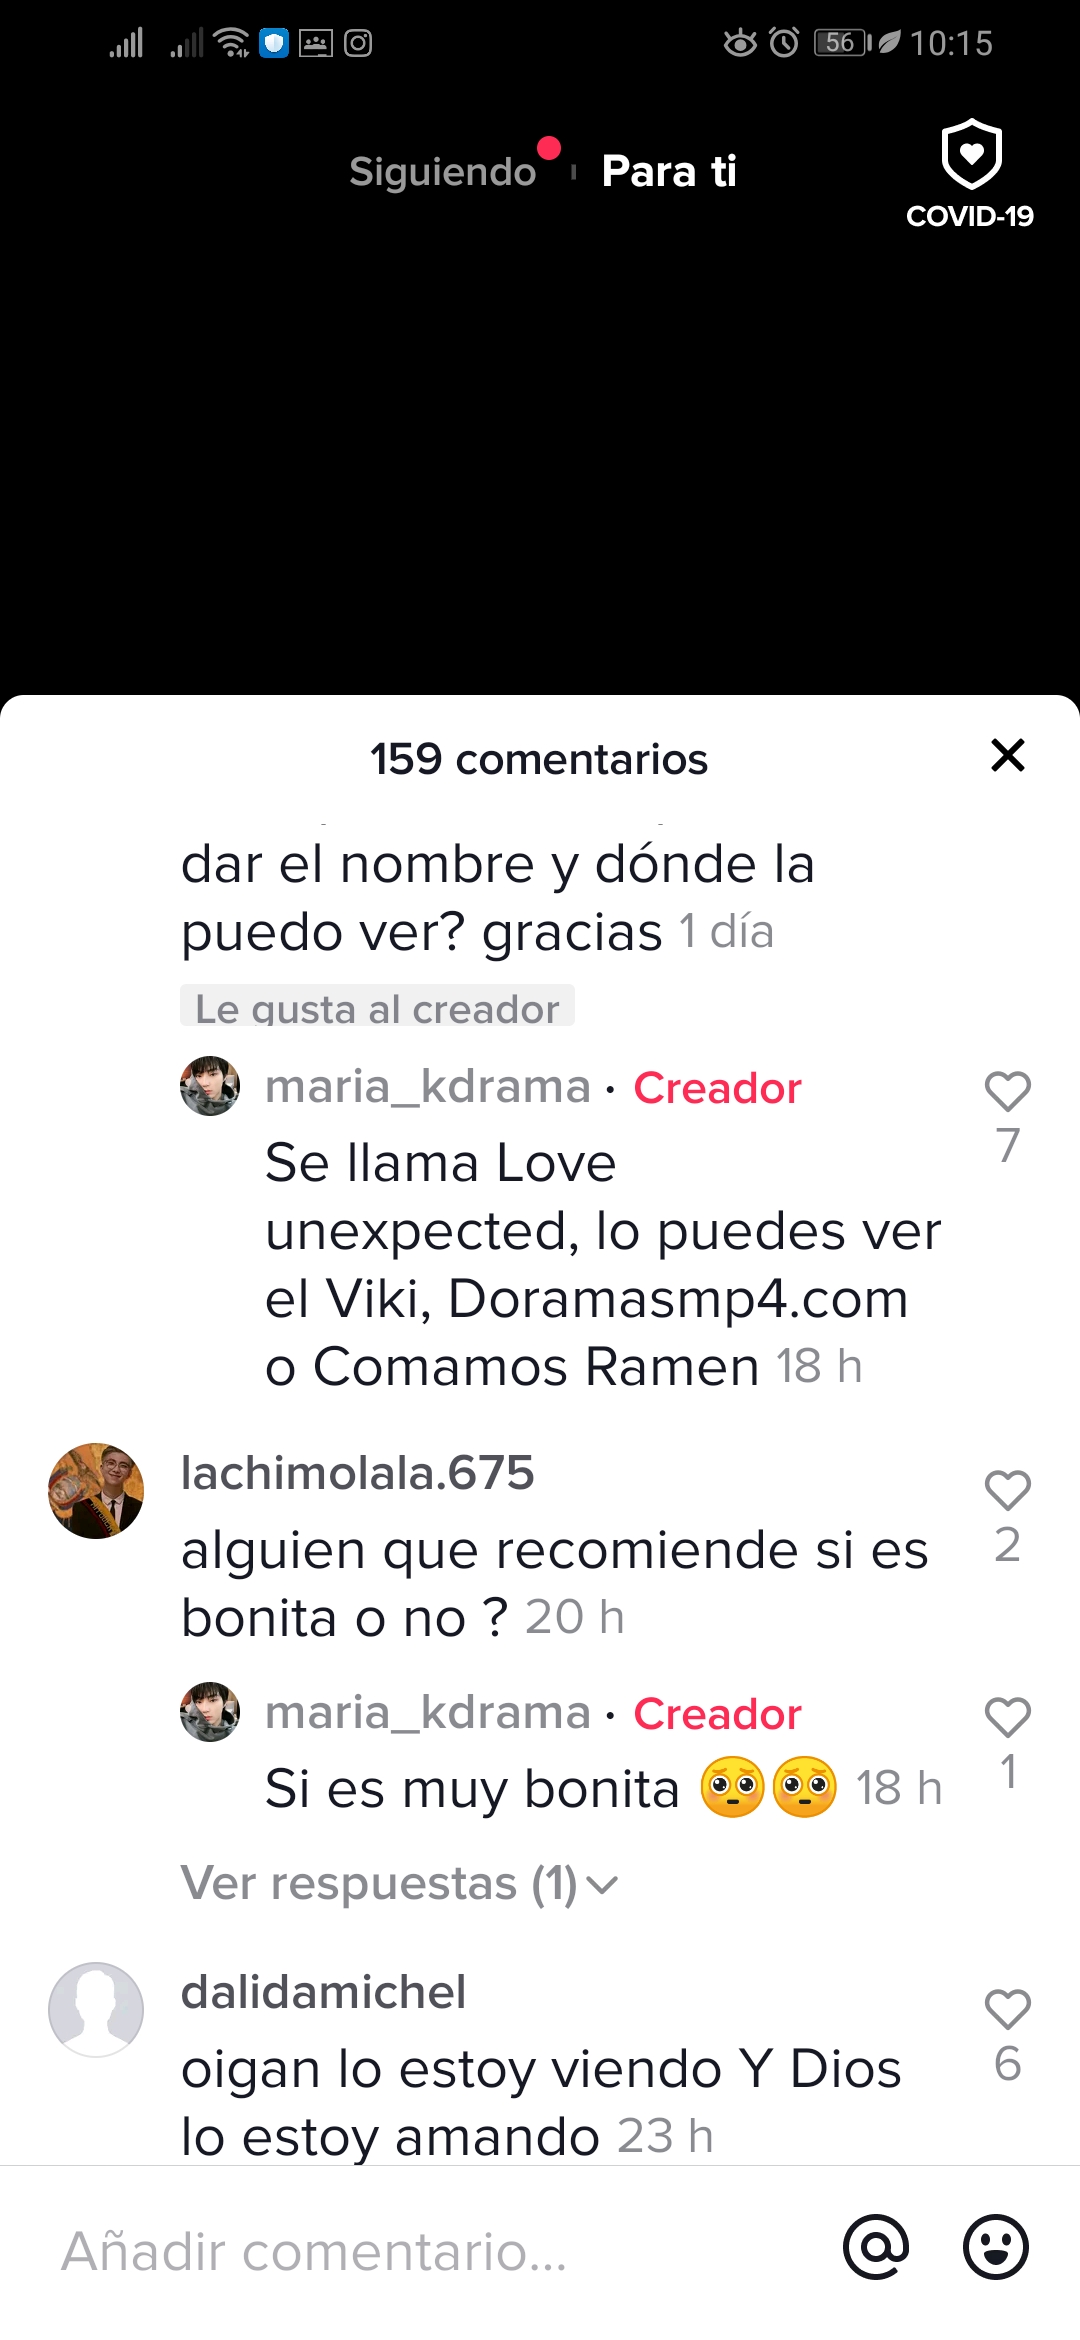 56 10:15
Siguiendo Para ti
COVID-19
159 comentarios
dar el nombre y dónde la
puedo ver? gracias 1 día
Le gusta al creador
maria_kdrama · Creador
Se llama Love
7
unexpected, lo puedes ver
el Viki, Doramasmp4.com
o Comamos Ramen 18 h
lachimolala.675
alguien que recomiende si es
2
bonita o no ? 20 h
maria_kdrama · Creador
Si es muy bonita 🥺🥺 18 h
1
Ver respuestas (1)
dalidamichel
oigan lo estoy viendo Y Dios
6
lo estoy amando 23 h
Añadir comentario...